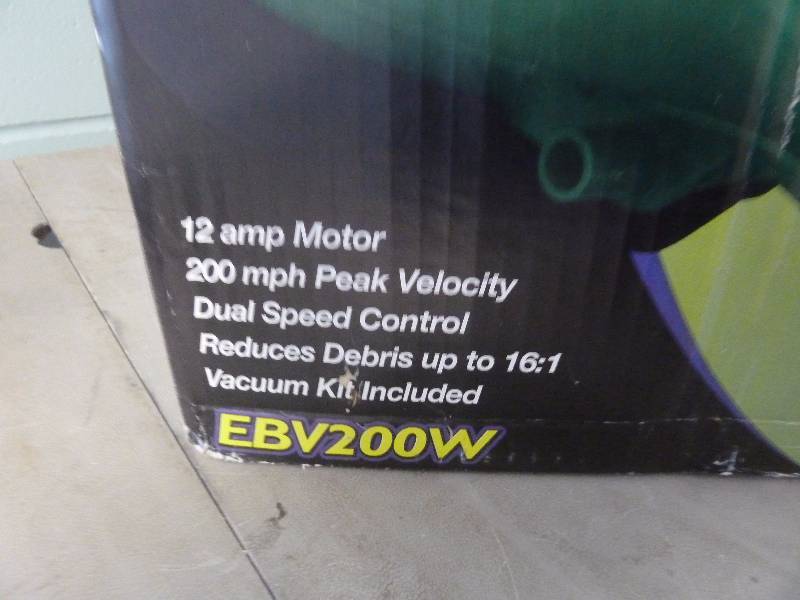 12 amp Motor
200 mph Peak Velocity
Dual Speed Control
Reduces Debris up to 16:1
Vacuum Kit Included
EBV200W